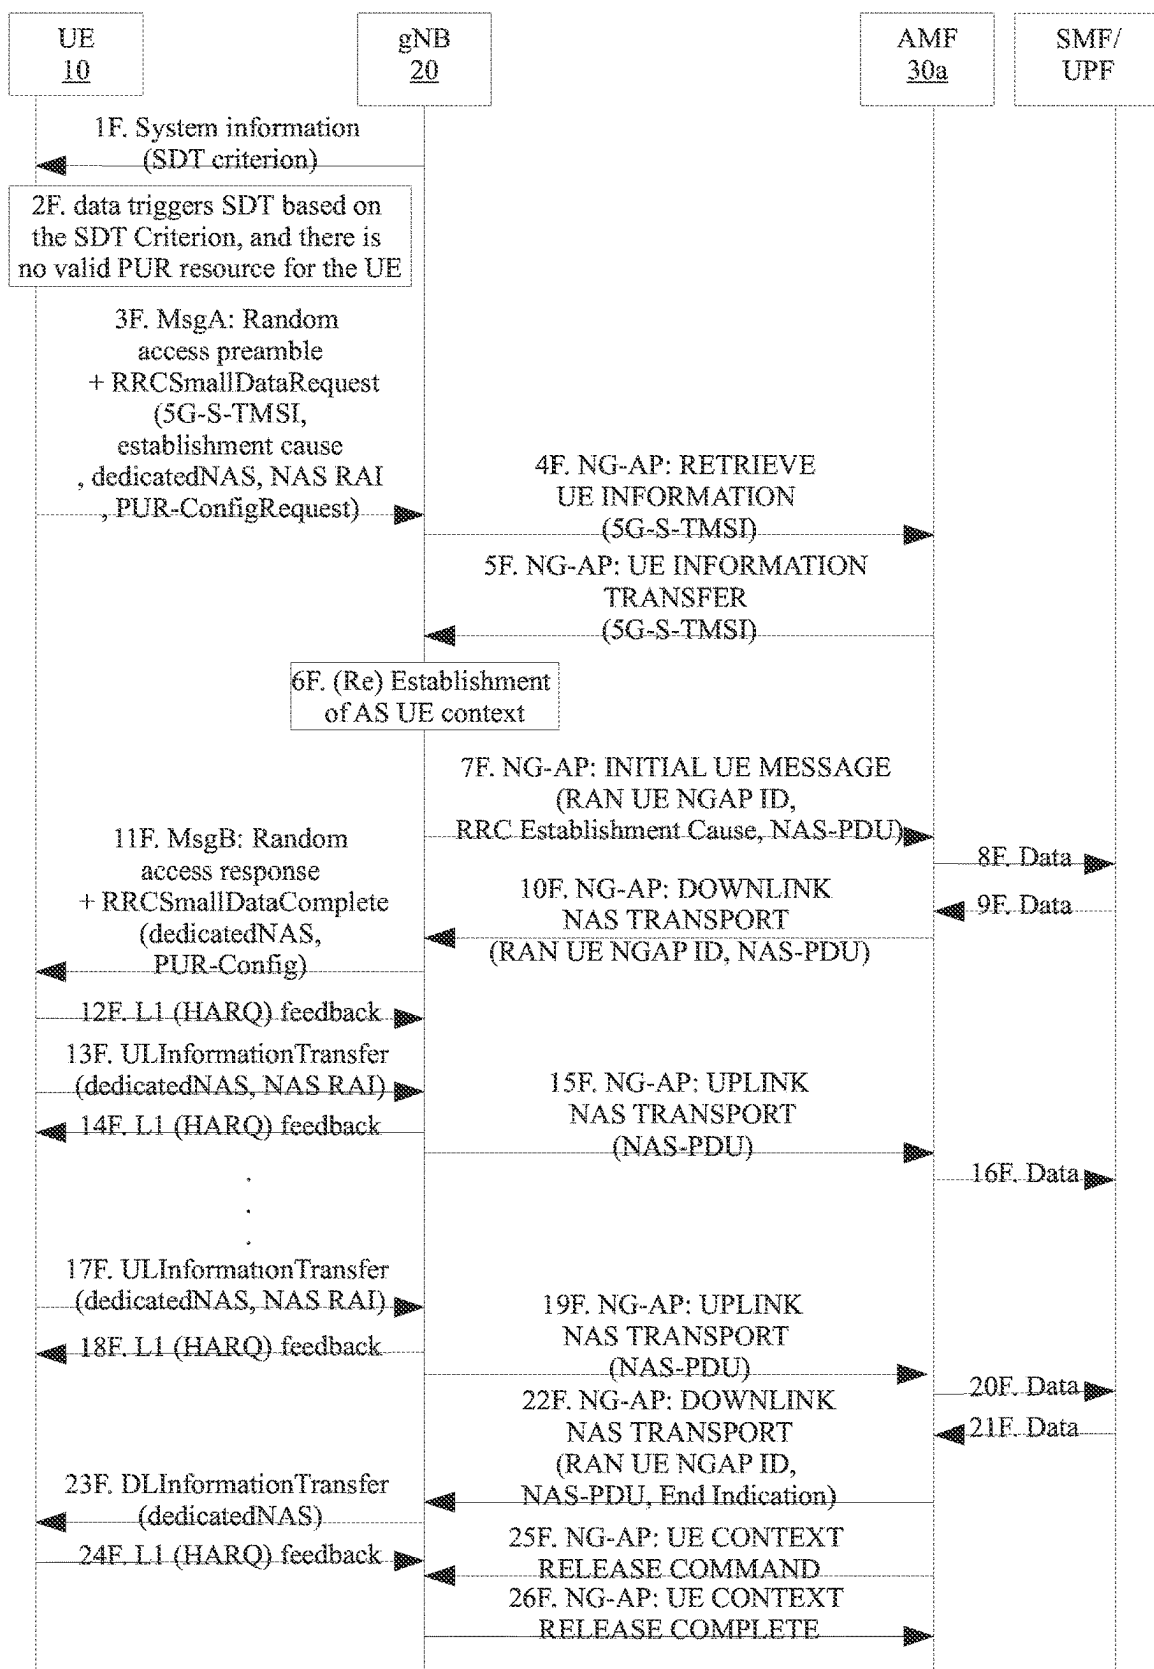 UE
10
gNB
20
AMF
30a
SMF/
UPF
1F. System information
(SDT criterion)
2F. data triggers SDT based on
the SDT Criterion, and there is
no valid PUR resource for the UE
3F. MsgA: Random
access preamble
+ RRCSmallDataRequest
(5G-S-TMSI,
establishment cause
, dedicatedNAS, NAS RAI
, PUR-ConfigRequest)
4F. NG-AP: RETRIEVE
UE INFORMATION
(5G-S-TMSI)
5F. NG-AP: UE INFORMATION
TRANSFER
(5G-S-TMSI)
6F. (Re) Establishment
of AS UE context
7F. NG-AP: INITIAL UE MESSAGE
(RAN UE NGAP ID,
RRC Establishment Cause, NAS-PDU)
8F. Data
9F. Data
10F. NG-AP: DOWNLINK
NAS TRANSPORT
(RAN UE NGAP ID, NAS-PDU)
11F. MsgB: Random
access response
+ RRCSmallDataComplete
(dedicatedNAS,
PUR-Config)
12F. L1 (HARQ) feedback
13F. ULInformationTransfer
(dedicatedNAS, NAS RAI)
14F. L1 (HARQ) feedback
15F. NG-AP: UPLINK
NAS TRANSPORT
(NAS-PDU)
16F. Data
.
.
.
17F. ULInformationTransfer
(dedicatedNAS, NAS RAI)
18F. L1 (HARQ) feedback
19F. NG-AP: UPLINK
NAS TRANSPORT
(NAS-PDU)
20F. Data
21F. Data
22F. NG-AP: DOWNLINK
NAS TRANSPORT
(RAN UE NGAP ID,
NAS-PDU, End Indication)
23F. DLInformationTransfer
(dedicatedNAS)
24F. L1 (HARQ) feedback
25F. NG-AP: UE CONTEXT
RELEASE COMMAND
26F. NG-AP: UE CONTEXT
RELEASE COMPLETE